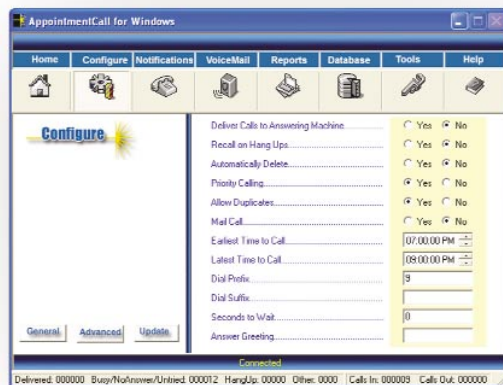 AppointmentCall for Windows
Home Configure Notifications VoiceMail Reports Database Tools Help
Configure
Deliver Calls to Answering Machine Yes No
Recall on Hang Ups Yes No
Automatically Delete Yes No
Priority Calling Yes No
Allow Duplicates Yes No
Mail Call Yes No
Earliest Time to Call 07:00:00 PM
Latest Time to Call 09:00:00 PM
Dial Prefix 9
Dial Suffix
Seconds to Wait 0
Answer Greeting
General Advanced Update
Connected
Delivered: 000000 Busy/NoAnswer/Untried: 000012 HangUp: 00000 Other: 0000 Calls In: 000009 Calls Out: 000000